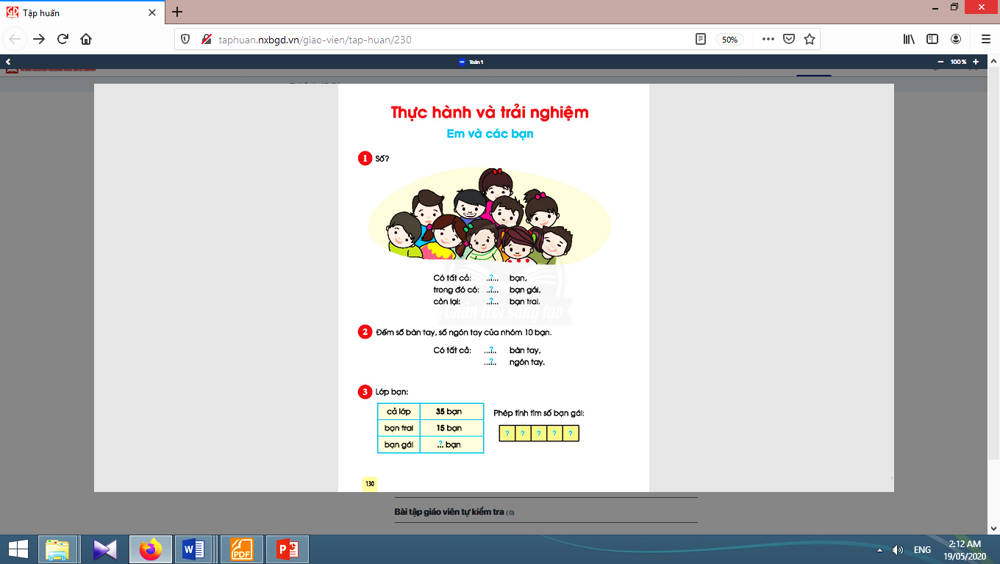 Tập huấn
taphuan.nxbgd.vn/giao-vien/tap-huan/230
50%
Toán 1
100 %
Thực hành và trải nghiệm
Em và các bạn
1 Số?
Có tất cả: ...?... bạn,
trong đó có: ...?... bạn gái,
còn lại: ...?... bạn trai.
Chân trời sáng tạo
2 Đếm số bàn tay, số ngón tay của nhóm 10 bạn.
Có tất cả: ...?... bàn tay,
...?... ngón tay.
3 Lớp bạn:
cả lớp 35 bạn
bạn trai 15 bạn
bạn gái ...?... bạn
Phép tính tìm số bạn gái:
? ? ? ? ?
130
Bài tập giáo viên tự kiểm tra (0)
ENG
2:12 AM
19/05/2020